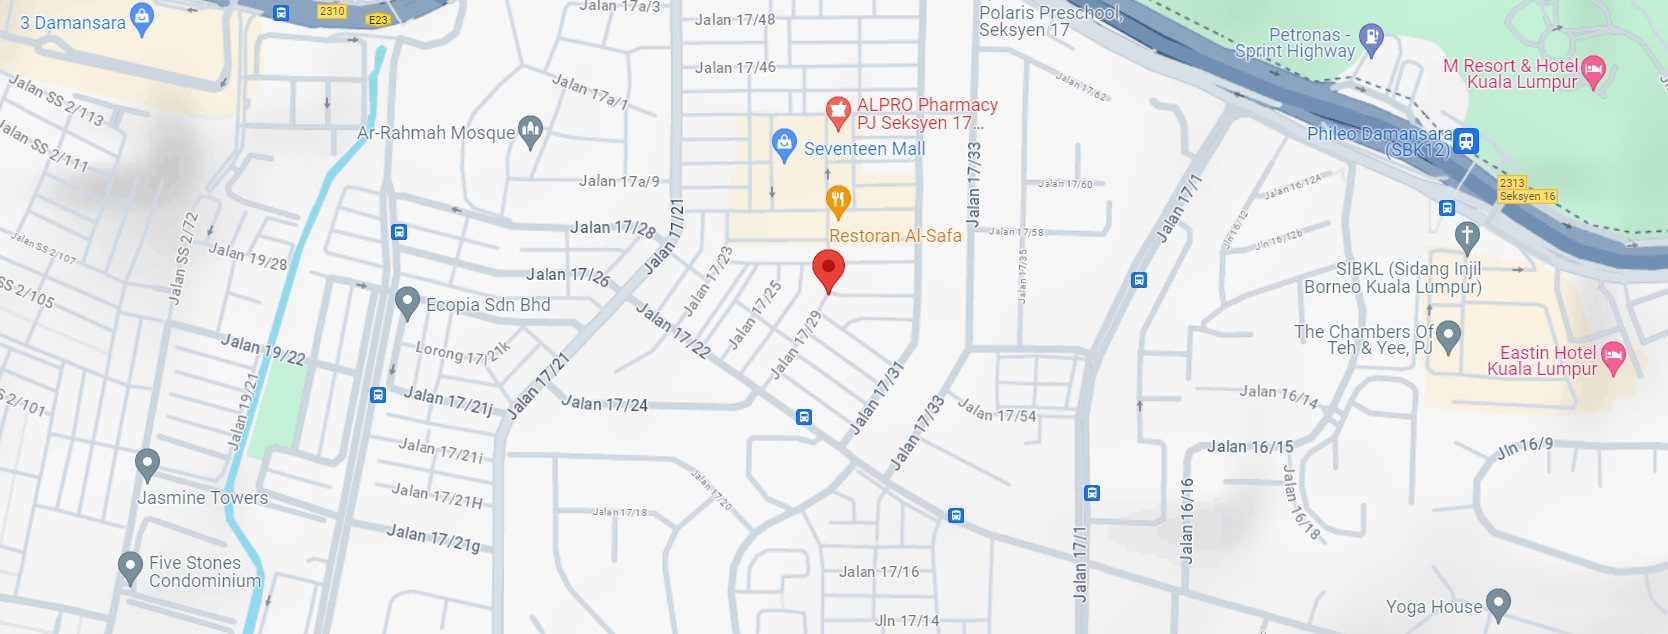 2310
E23
3 Damansara
Jalan 17a/3
Jalan 17/48
Polaris Preschool,
Seksyen 17
Petronas -
Sprint Highway
M Resort & Hotel
Kuala Lumpur
Jalan 17/46
Jalan 17a/1
Jalan 17/62
Jalan SS 2/113
Ar-Rahmah Mosque
ALPRO Pharmacy
PJ Seksyen 17...
Seventeen Mall
Phileo Damansara
(SBK12)
Jalan SS 2/111
Jalan 17a/9
Jalan 17/33
Jalan 17/60
Jalan 17/1
Jalan 16/12A
2313
Seksyen 16
Jalan 17/28
Jalan 17/21
Restoran Al-Safa
Jalan 17/58
Jln 16/12
Jln 16/12b
Jalan SS 2/107
Jalan SS 2/72
Jalan 19/28
Jalan 17/26
Jalan 17/23
Jalan 17/35
SIBKL (Sidang Injil
Borneo Kuala Lumpur)
SS 2/105
Ecopia Sdn Bhd
Jalan 17/25
Jalan 17/29
Jalan 17/22
The Chambers Of
Teh & Yee, PJ
Eastin Hotel
Kuala Lumpur
Jalan 19/22
Lorong 17/21k
Jalan 17/21
Jalan 17/31
SS 2/101
Jalan 19/21
Jalan 17/21j
Jalan 17/24
Jalan 17/33
Jalan 17/54
Jalan 16/14
Jalan 17/21i
Jalan 16/15
Jln 16/9
Jasmine Towers
Jalan 17/21H
Jalan 17/20
Jalan 17/18
Jalan 16/16
Jalan 16/18
Jalan 17/21g
Jalan 17/1
Five Stones
Condominium
Jalan 17/16
Jln 17/14
Yoga House